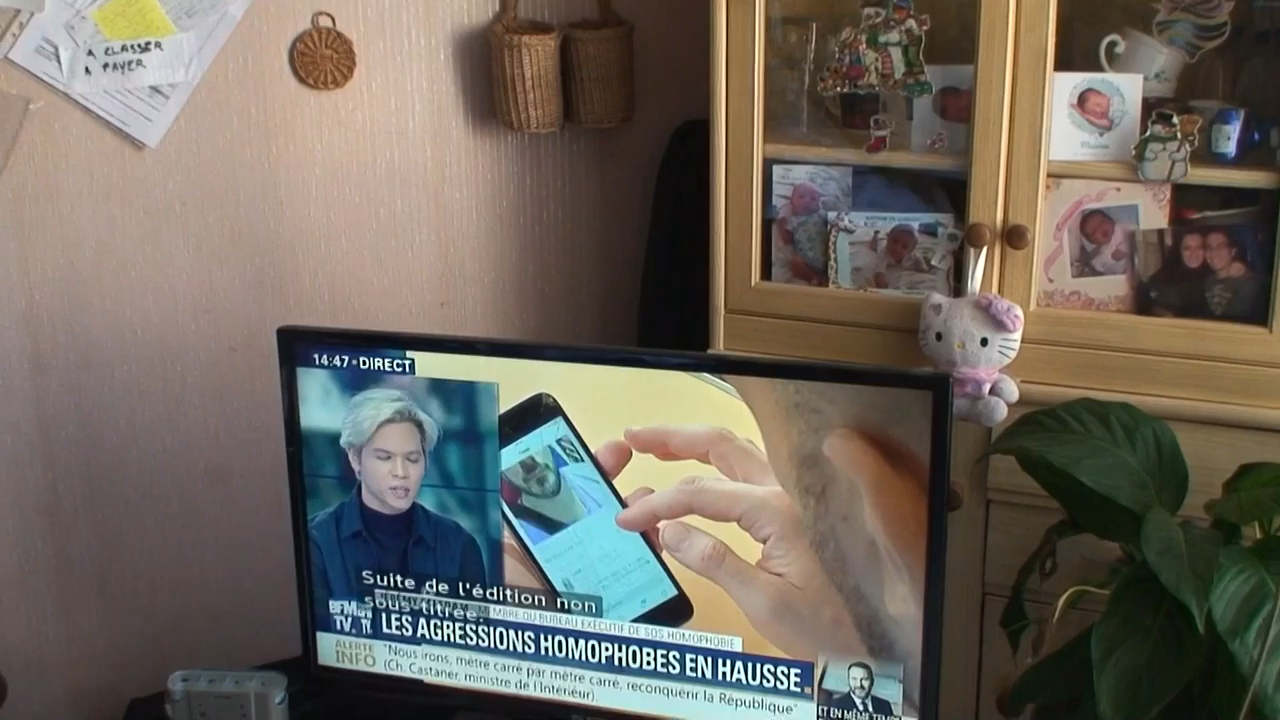 A CLASSER
A PAYER
14:47 DIRECT
Suite de l'édition non
sous-titrée.
MEMBRE DU BUREAU EXÉCUTIF DE SOS HOMOPHOBIE
BFM
TV.
LES AGRESSIONS HOMOPHOBES EN HAUSSE
ALERTE
INFO
"Nous irons, mètre carré par mètre carré, reconquérir la République"
(Ch. Castaner, ministre de l'Intérieur).
ET EN MÊME TEMPS